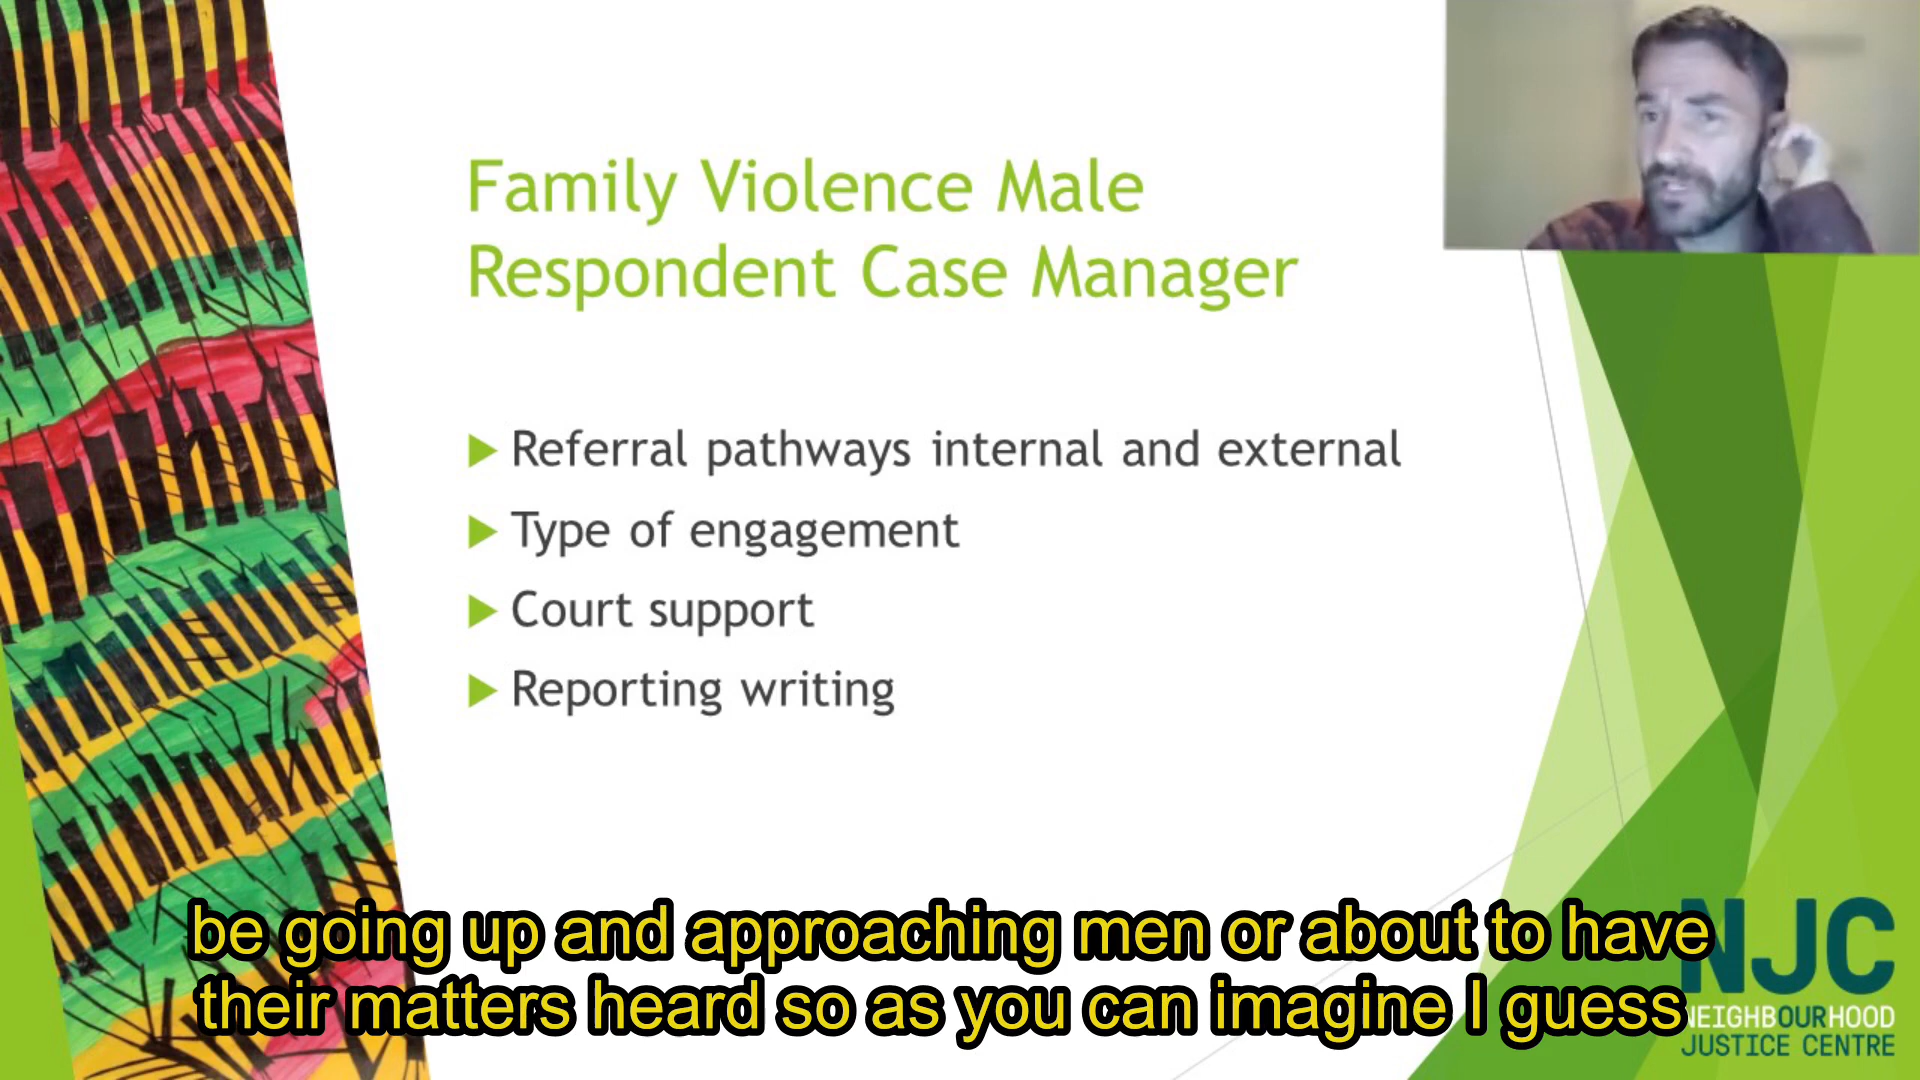 Family Violence Male
Respondent Case Manager
Referral pathways internal and external
Type of engagement
Court support
Reporting writing
be going up and approaching men or about to have
their matters heard so as you can imagine I guess
NJC
NEIGHBOURHOOD
JUSTICE CENTRE